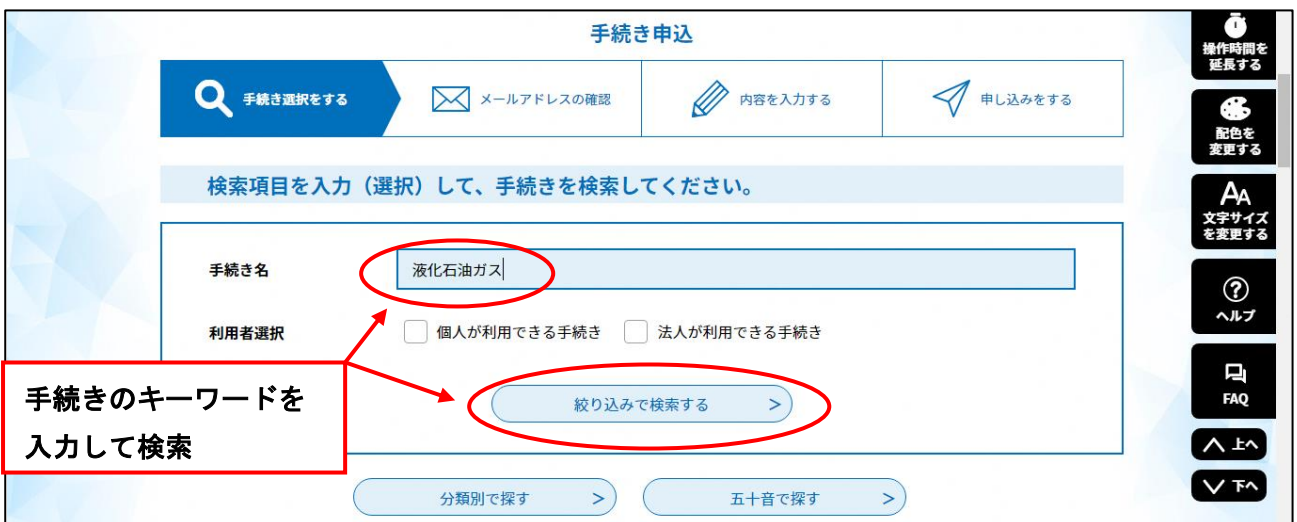 手続き申込
手続き選択をする
メールアドレスの確認
内容を入力する
申し込みをする
検索項目を入力（選択）して、手続きを検索してください。
手続き名
液化石油ガス
利用者選択
個人が利用できる手続き
法人が利用できる手続き
手続きのキーワードを
入力して検索
絞り込みで検索する >
分類別で探す >
五十音で探す >
操作時間を
延長する
配色を
変更する
AA
文字サイズ
を変更する
?
ヘルプ
FAQ
上へ
下へ